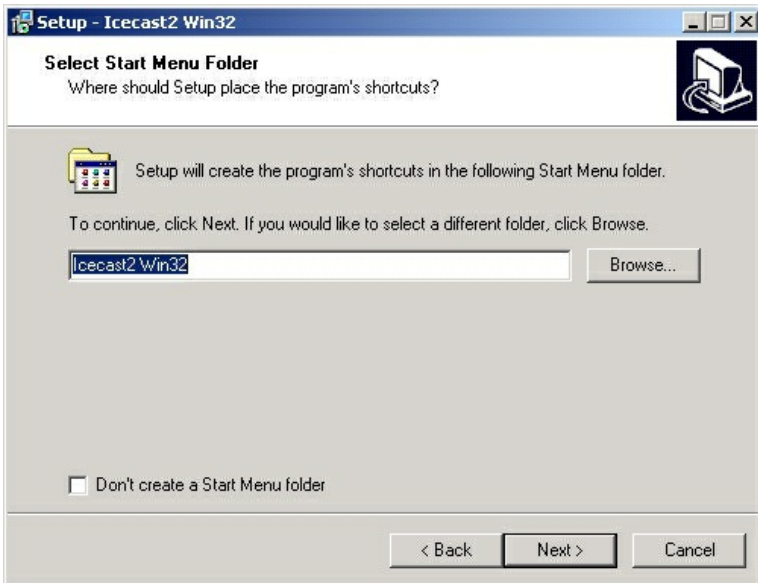 Setup - Icecast2 Win32
Select Start Menu Folder
Where should Setup place the program's shortcuts?
Setup will create the program's shortcuts in the following Start Menu folder.
To continue, click Next. If you would like to select a different folder, click Browse.
Icecast2 Win32
Browse...
Don't create a Start Menu folder
< Back
Next >
Cancel